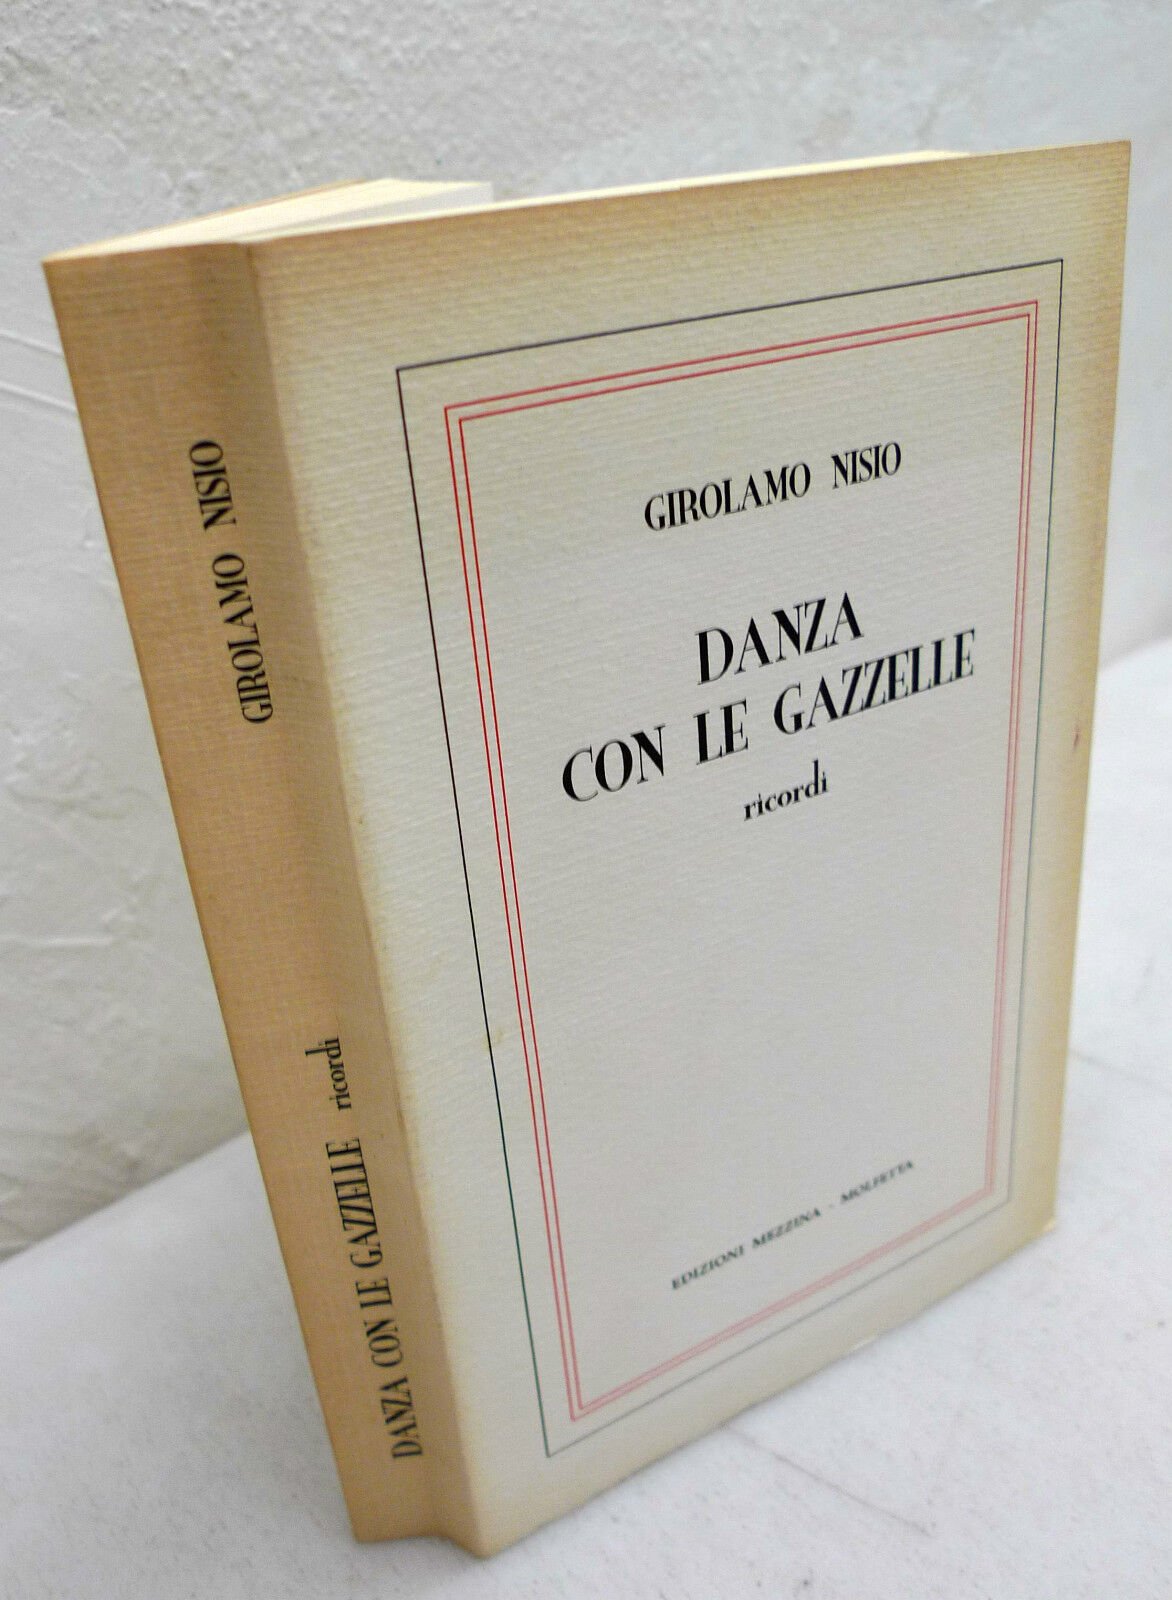 GIROLAMO NISIO
DANZA CON LE GAZZELLE ricordi
GIROLAMO NISIO
DANZA
CON LE GAZZELLE
ricordi
EDIZIONI MEZZINA - MOLFETTA